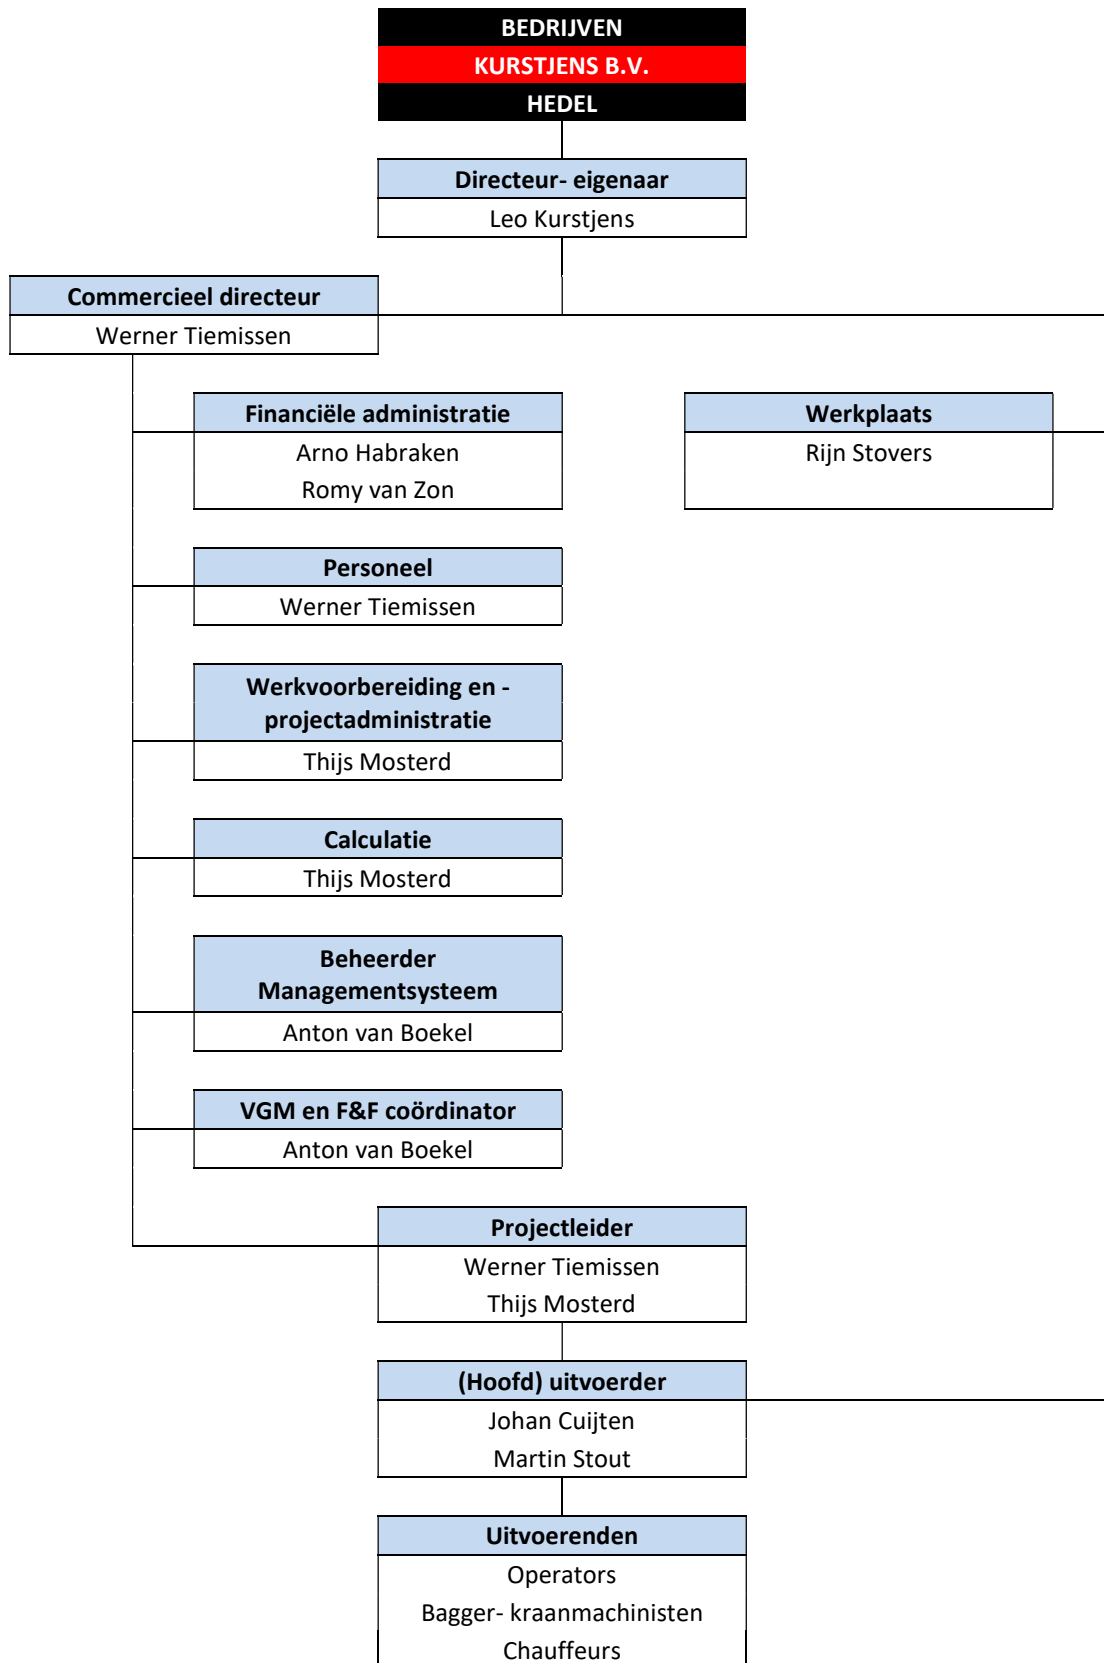 BEDRIJVEN
KURSTJENS B.V.
HEDEL
Directeur- eigenaar
Leo Kurstjens
Commercieel directeur
Werner Tiemissen
Financiële administratie
Arno Habraken
Romy van Zon
Werkplaats
Rijn Stovers
Personeel
Werner Tiemissen
Werkvoorbereiding en -
projectadministratie
Thijs Mosterd
Calculatie
Thijs Mosterd
Beheerder
Managementsysteem
Anton van Boekel
VGM en F&F coördinator
Anton van Boekel
Projectleider
Werner Tiemissen
Thijs Mosterd
(Hoofd) uitvoerder
Johan Cuijten
Martin Stout
Uitvoerenden
Operators
Bagger- kraanmachinisten
Chauffeurs